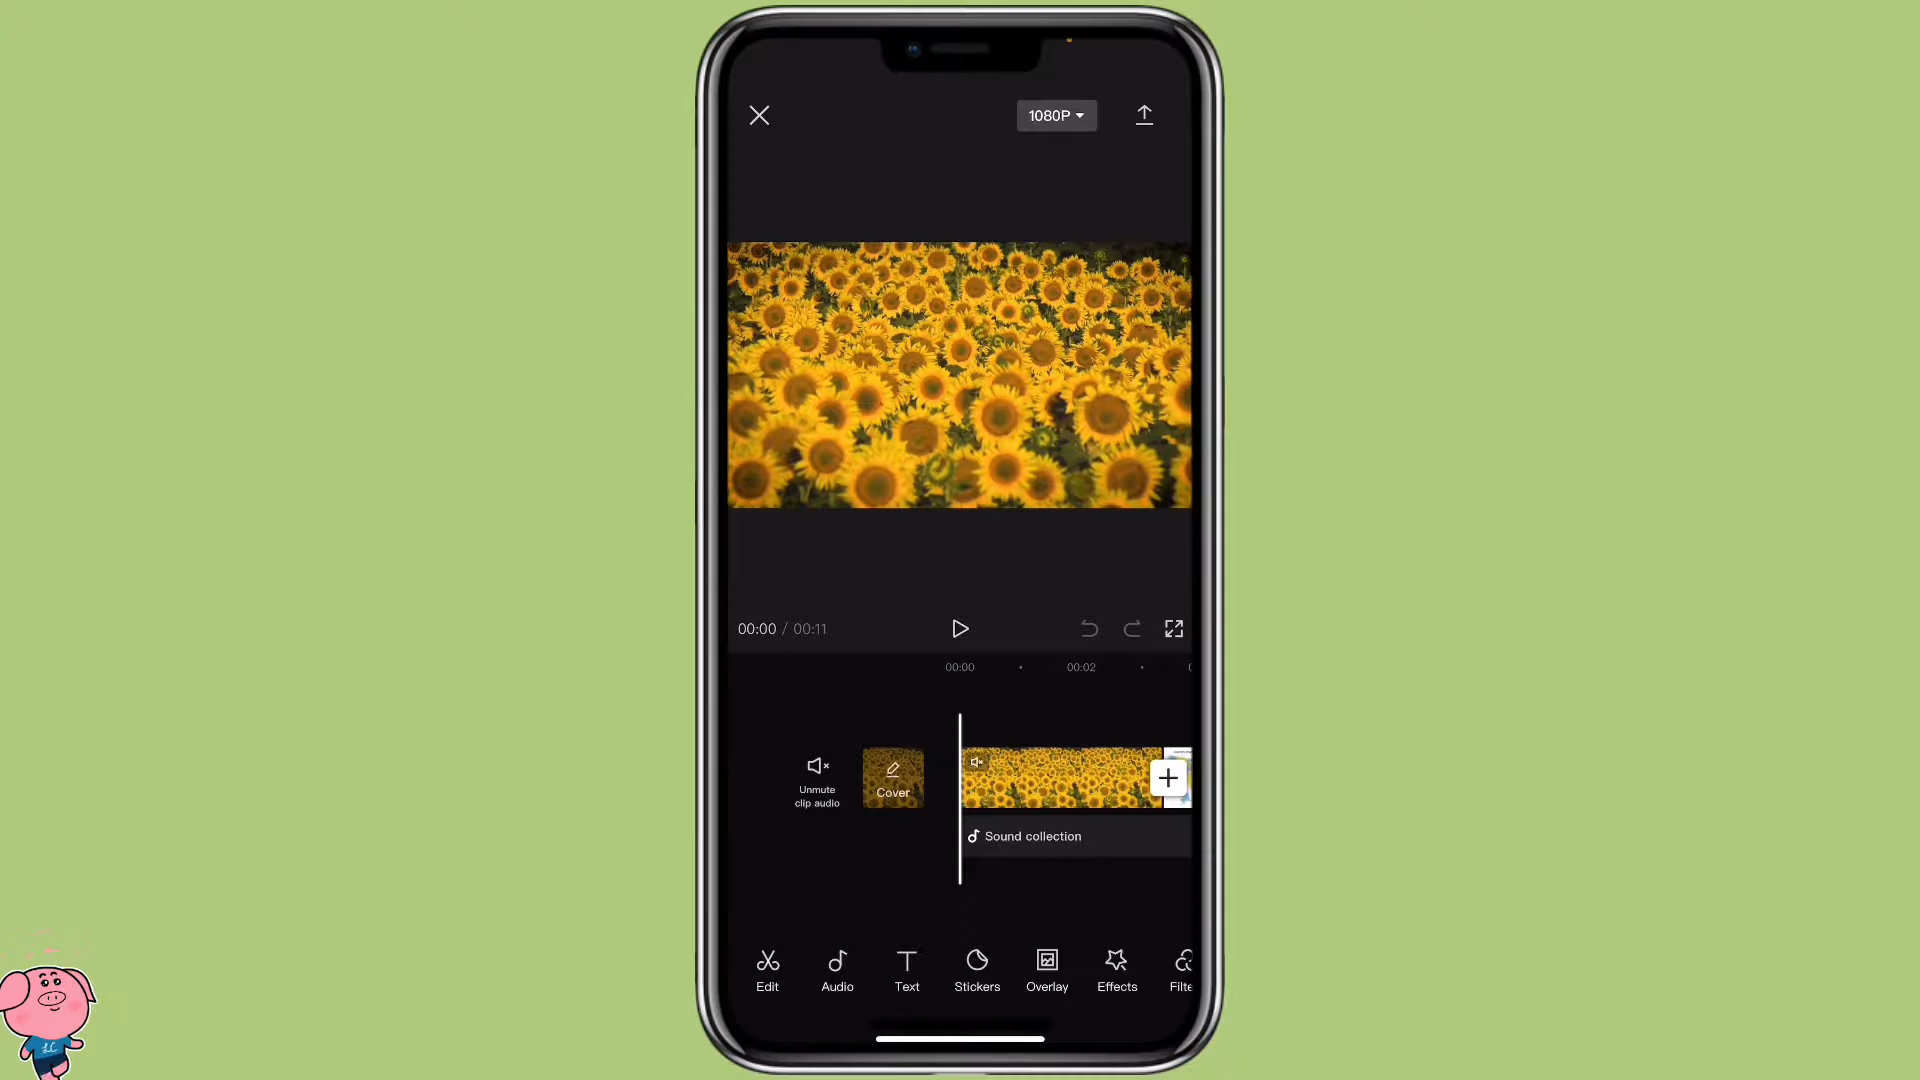 1080P
00:00 / 00:11
00:00 00:02
Unmute
clip audio
Cover
Sound collection
Edit Audio Text Stickers Overlay Effects Filte
LC